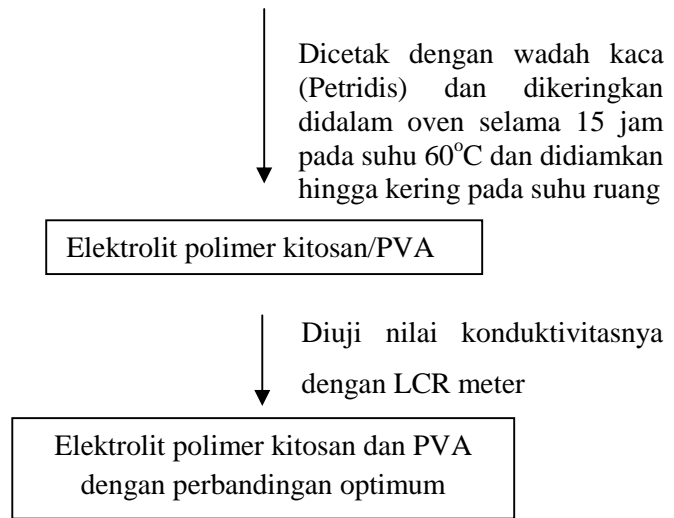 Dicetak dengan wadah kaca
(Petridis) dan dikeringkan
didalam oven selama 15 jam
pada suhu 60°C dan didiamkan
hingga kering pada suhu ruang
Elektrolit polimer kitosan/PVA
Diuji nilai konduktivitasnya
dengan LCR meter
Elektrolit polimer kitosan dan PVA
dengan perbandingan optimum